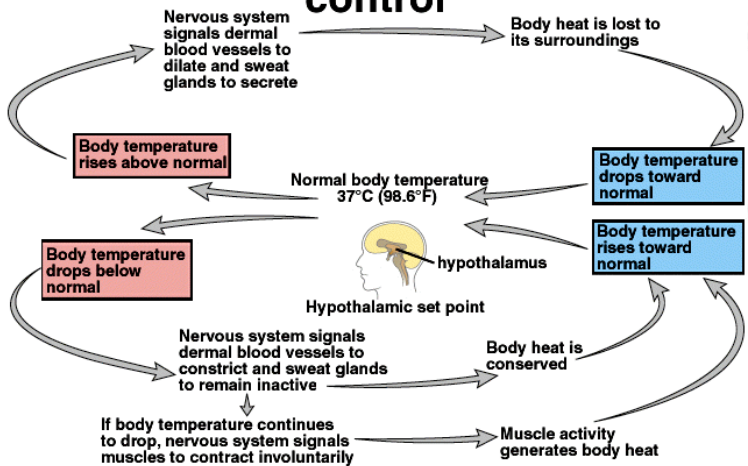 control
Nervous system
signals dermal
blood vessels to
dilate and sweat
glands to secrete
Body heat is lost to
its surroundings
Body temperature
rises above normal
Body temperature
drops toward
normal
Normal body temperature
37°C (98.6°F)
Body temperature
rises toward
normal
Body temperature
drops below
normal
hypothalamus
Hypothalamic set point
Nervous system signals
dermal blood vessels to
constrict and sweat glands
to remain inactive
Body heat is
conserved
If body temperature continues
to drop, nervous system signals
muscles to contract involuntarily
Muscle activity
generates body heat